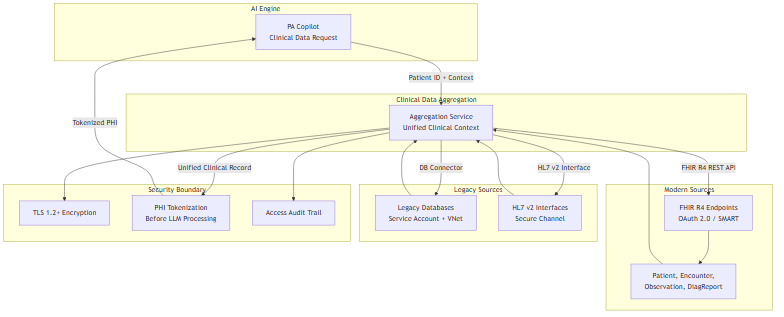 AI Engine
PA Copilot
Clinical Data Request
Patient ID + Context
Tokenized PHI
Clinical Data Aggregation
Aggregation Service
Unified Clinical Context
Unified Clinical Record
DB Connector
HL7 v2 Interface
FHIR R4 REST API
Security Boundary
TLS 1.2+ Encryption
PHI Tokenization
Before LLM Processing
Access Audit Trail
Legacy Sources
Legacy Databases
Service Account + VNet
HL7 v2 Interfaces
Secure Channel
Modern Sources
FHIR R4 Endpoints
OAuth 2.0 / SMART
Patient, Encounter,
Observation, DiagReport